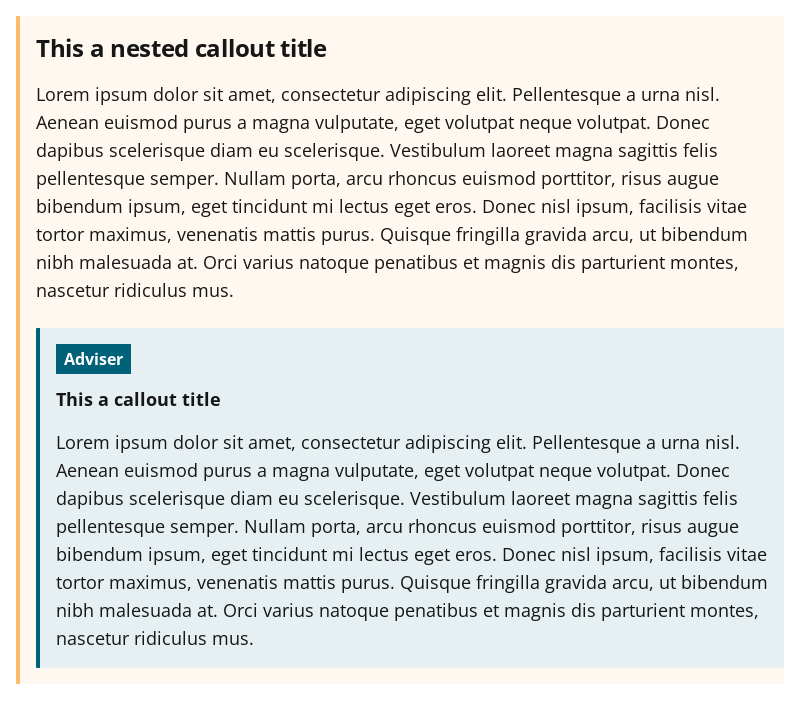 This a nested callout title
Lorem ipsum dolor sit amet, consectetur adipiscing elit. Pellentesque a urna nisl.
Aenean euismod purus a magna vulputate, eget volutpat neque volutpat. Donec
dapibus scelerisque diam eu scelerisque. Vestibulum laoreet magna sagittis felis
pellentesque semper. Nullam porta, arcu rhoncus euismod porttitor, risus augue
bibendum ipsum, eget tincidunt mi lectus eget eros. Donec nisl ipsum, facilisis vitae
tortor maximus, venenatis mattis purus. Quisque fringilla gravida arcu, ut bibendum
nibh malesuada at. Orci varius natoque penatibus et magnis dis parturient montes,
nascetur ridiculus mus.
Adviser
This a callout title
Lorem ipsum dolor sit amet, consectetur adipiscing elit. Pellentesque a urna nisl.
Aenean euismod purus a magna vulputate, eget volutpat neque volutpat. Donec
dapibus scelerisque diam eu scelerisque. Vestibulum laoreet magna sagittis felis
pellentesque semper. Nullam porta, arcu rhoncus euismod porttitor, risus augue
bibendum ipsum, eget tincidunt mi lectus eget eros. Donec nisl ipsum, facilisis vitae
tortor maximus, venenatis mattis purus. Quisque fringilla gravida arcu, ut bibendum
nibh malesuada at. Orci varius natoque penatibus et magnis dis parturient montes,
nascetur ridiculus mus.